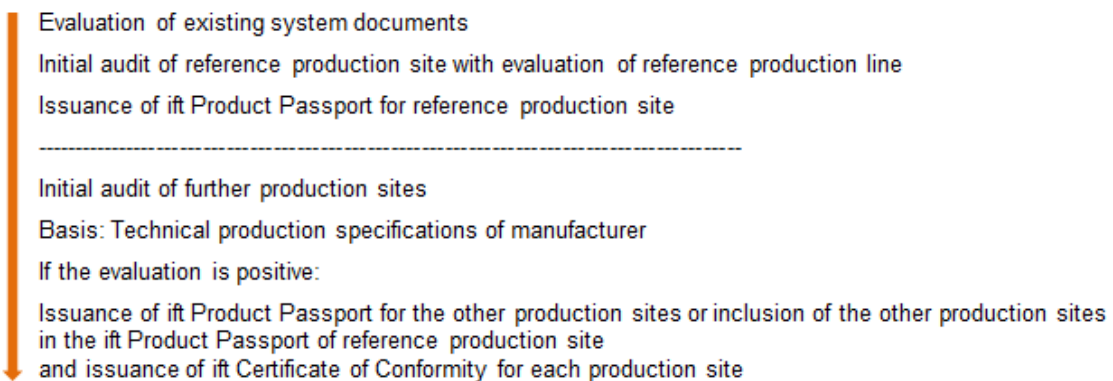 Evaluation of existing system documents
Initial audit of reference production site with evaluation of reference production line
Issuance of ift Product Passport for reference production site
--------------------------------------------------------------------------------------------
Initial audit of further production sites
Basis: Technical production specifications of manufacturer
If the evaluation is positive:
Issuance of ift Product Passport for the other production sites or inclusion of the other production sites
in the ift Product Passport of reference production site
and issuance of ift Certificate of Conformity for each production site